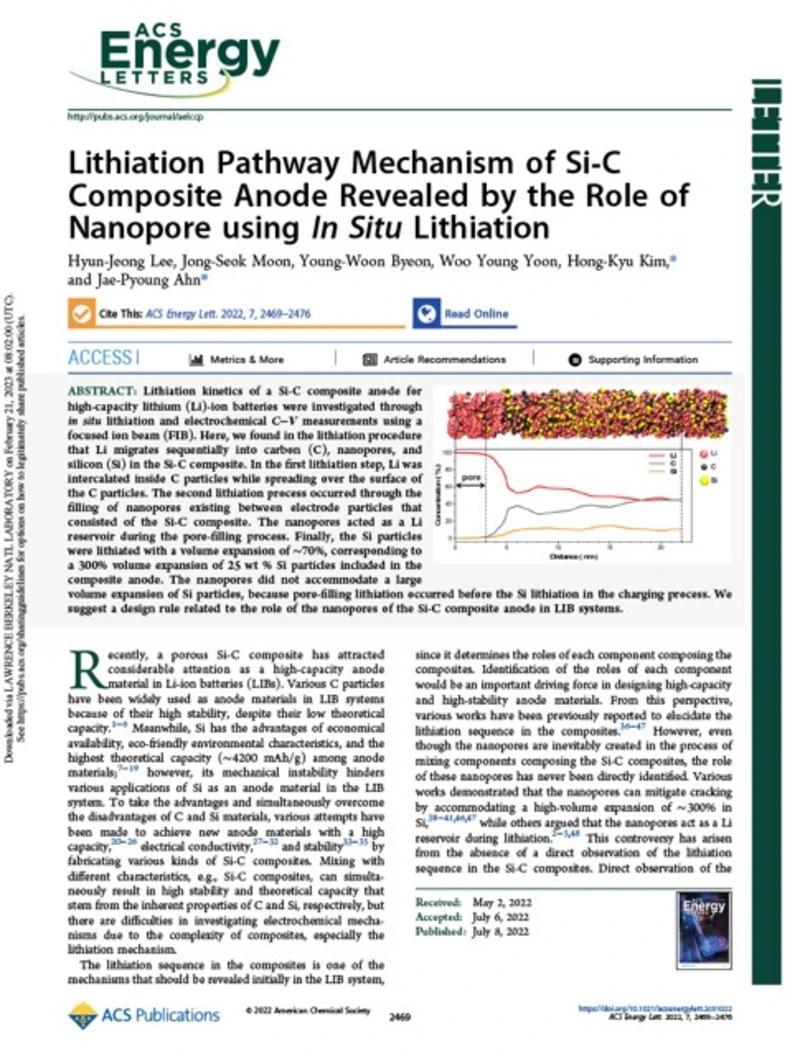 ACS
Energy
LETTERS
http://pubs.acs.org/journal/aelccp
LETTER
Lithiation Pathway Mechanism of Si-C
Composite Anode Revealed by the Role of
Nanopore using In Situ Lithiation
Hyun-Jeong Lee, Jong-Seok Moon, Young-Woon Byeon, Woo Young Yoon, Hong-Kyu Kim,*
and Jae-Pyoung Ahn*
Cite This: ACS Energy Lett. 2022, 7, 2469–2476
Read Online
ACCESS
Metrics & More
Article Recommendations
Supporting Information
ABSTRACT: Lithiation kinetics of a Si-C composite anode for
high-capacity lithium (Li)-ion batteries were investigated through
in situ lithiation and electrochemical C−V measurements using a
focused ion beam (FIB). Here, we found in the lithiation procedure
that Li migrates sequentially into carbon (C), nanopores, and
silicon (Si) in the Si-C composite. In the first lithiation step, Li was
intercalated inside C particles while spreading over the surface of
the C particles. The second lithiation process occurred through the
filling of nanopores existing between electrode particles that
consisted of the Si-C composite. The nanopores acted as a Li
reservoir during the pore-filling process. Finally, the Si particles
were lithiated with a volume expansion of ~70%, corresponding to
a 300% volume expansion of 25 wt % Si particles included in the
composite anode. The nanopores did not accommodate a large
volume expansion of Si particles, because pore-filling lithiation occurred before the Si lithiation in the charging process. We
suggest a design rule related to the role of the nanopores of the Si-C composite anode in LIB systems.
pore
Li
C
Si
Li
C
Si
Concentration (%)
100
80
60
40
20
0
0
5
10
15
20
Distance (nm)
Recently, a porous Si-C composite has attracted
considerable attention as a high-capacity anode
material in Li-ion batteries (LIBs). Various C particles
have been widely used as anode materials in LIB systems
because of their high stability, despite their low theoretical
capacity.1−6 Meanwhile, Si has the advantages of economical
availability, eco-friendly environmental characteristics, and the
highest theoretical capacity (~4200 mAh/g) among anode
materials;7−19 however, its mechanical instability hinders
various applications of Si as an anode material in the LIB
system. To take the advantages and simultaneously overcome
the disadvantages of C and Si materials, various attempts have
been made to achieve new anode materials with a high
capacity,20−26 electrical conductivity,27−32 and stability33−35 by
fabricating various kinds of Si-C composites. Mixing with
different characteristics, e.g., Si-C composites, can simulta-
neously result in high stability and theoretical capacity that
stem from the inherent properties of C and Si, respectively, but
there are difficulties in investigating electrochemical mecha-
nisms due to the complexity of composites, especially the
lithiation mechanism.
The lithiation sequence in the composites is one of the
mechanisms that should be revealed initially in the LIB system,
since it determines the roles of each component composing the
composites. Identification of the roles of each component
would be an important driving force in designing high-capacity
and high-stability anode materials. From this perspective,
various works have been previously reported to elucidate the
lithiation sequence in the composites.36−47 However, even
though the nanopores are inevitably created in the process of
mixing components composing the Si-C composites, the role
of these nanopores has never been directly identified. Various
works demonstrated that the nanopores can mitigate cracking
by accommodating a high-volume expansion of ~300% in
Si,38−41,46,47 while others argued that the nanopores act as a Li
reservoir during lithiation.2−5,48 This controversy has arisen
from the absence of a direct observation of the lithiation
sequence in the Si-C composites. Direct observation of the
Received: May 2, 2022
Accepted: July 6, 2022
Published: July 8, 2022
Energy
ACS Publications
© 2022 American Chemical Society
2469
https://doi.org/10.1021/acsenergylett.2c01022
ACS Energy Lett. 2022, 7, 2469−2476
Downloaded via LAWRENCE BERKELEY NATL LABORATORY on February 21, 2023 at 08:02:00 (UTC).
See https://pubs.acs.org/sharingguidelines for options on how to legitimately share published articles.